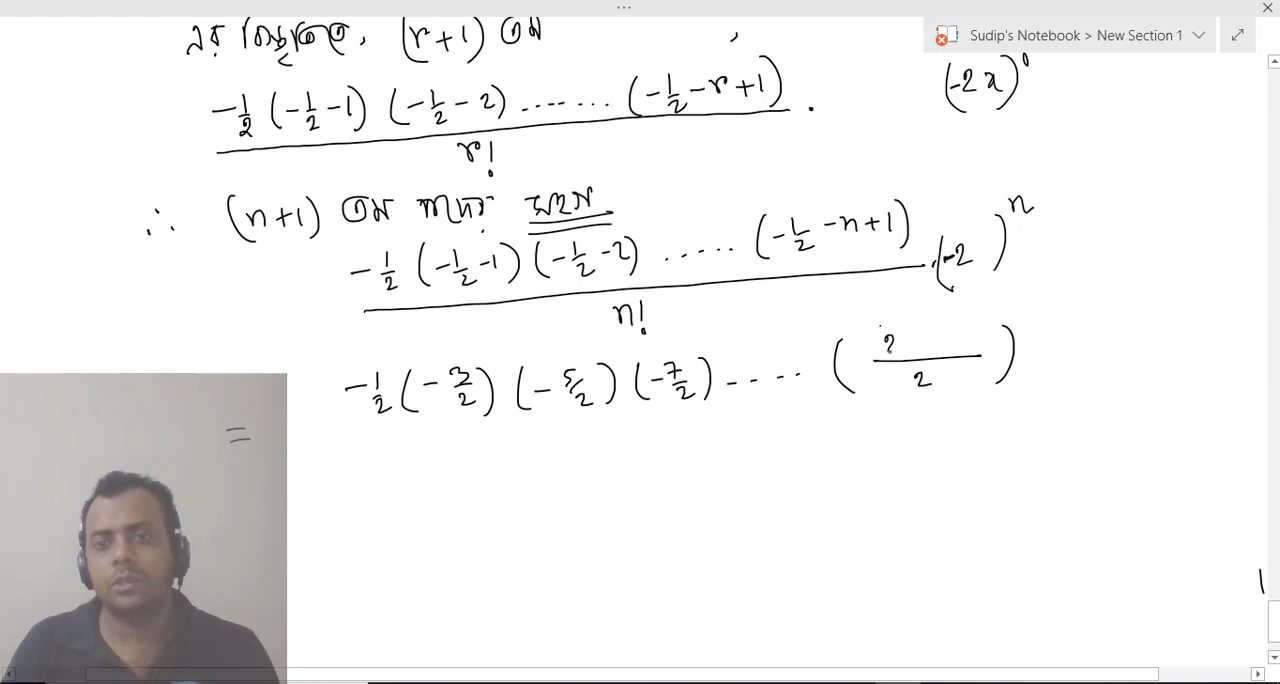 এর বিস্তৃতিতে, (r+1) তম ,
Sudip's Notebook > New Section 1
-1/2 (-1/2 -1) (-1/2 -2) ....... (-1/2 -r+1) / r! . (-2x)^r
∴ (n+1) তম পদের সহগ
-1/2 (-1/2 -1) (-1/2 -2) ...... (-1/2 -n+1) / n! . (-2 )^n
= -1/2 (-3/2) (-5/2) (-7/2) ---- ( 2 / 2 )